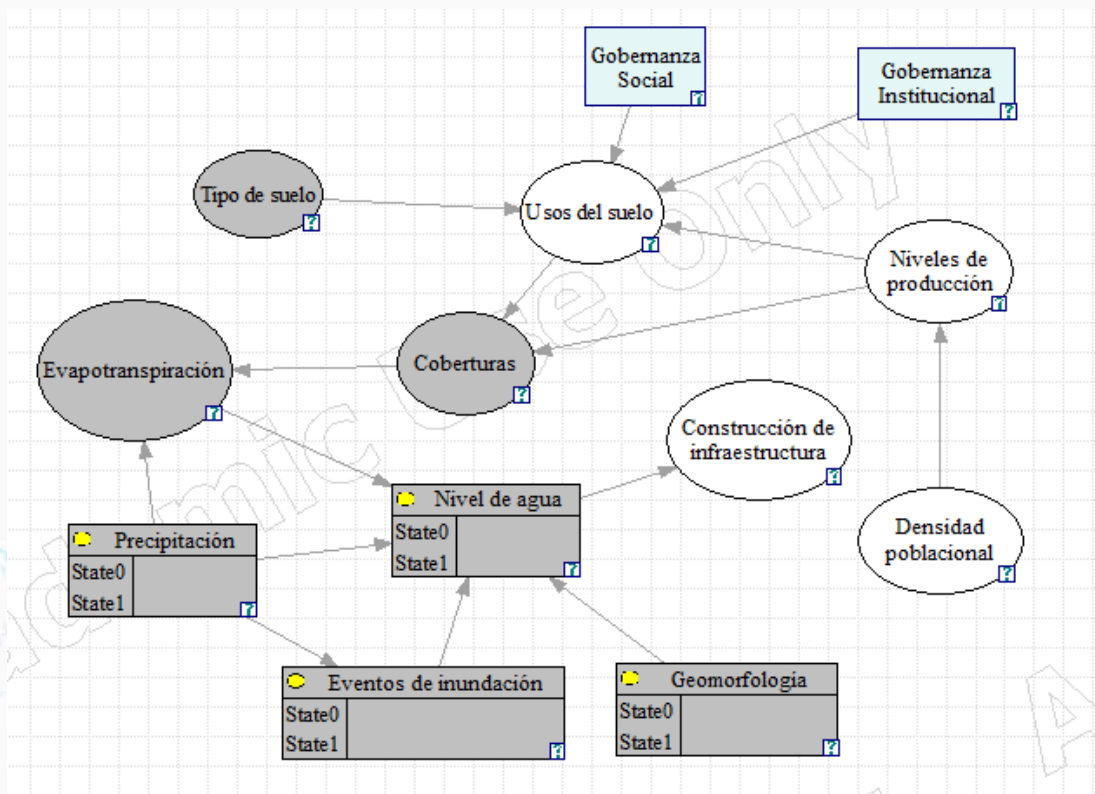 Gobernanza
Social
Gobernanza
Institucional
Tipo de suelo
Usos del suelo
Niveles de
producción
Evapotranspiración
Coberturas
Construcción de
infraestructura
Nivel de agua
State0
State1
Densidad
poblacional
Precipitación
State0
State1
Eventos de inundación
State0
State1
Geomorfología
State0
State1